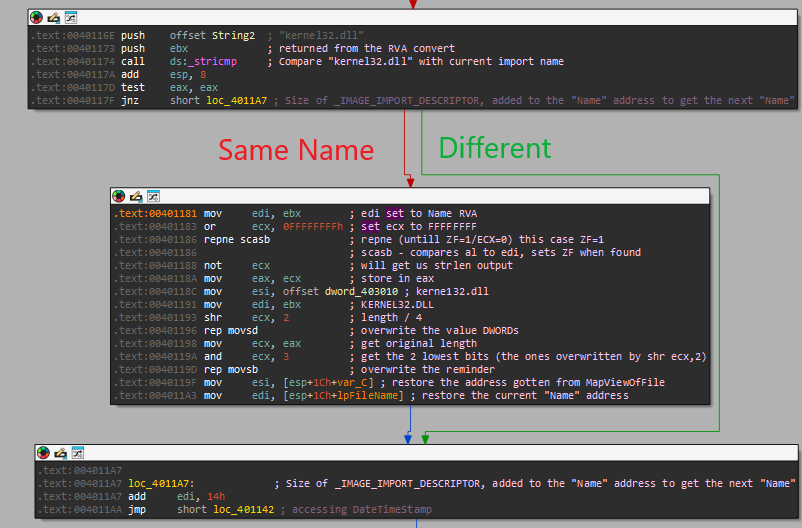 .text:0040116E push offset String2 ; "kernel32.dll"
.text:00401173 push ebx ; returned from the RVA convert
.text:00401174 call ds:_stricmp ; Compare "kernel32.dll" with current import name
.text:0040117A add esp, 8
.text:0040117D test eax, eax
.text:0040117F jnz short loc_4011A7 ; Size of _IMAGE_IMPORT_DESCRIPTOR, added to the "Name" address to get the next "Name"
Same Name
Different
.text:00401181 mov edi, ebx ; edi set to Name RVA
.text:00401183 or ecx, 0FFFFFFFFh ; set ecx to FFFFFFFF
.text:00401186 repne scasb ; repne (untill ZF=1/ECX=0) this case ZF=1
.text:00401186 ; scasb - compares al to edi, sets ZF when found
.text:00401188 not ecx ; will get us strlen output
.text:0040118A mov eax, ecx ; store in eax
.text:0040118C mov esi, offset dword_403010 ; kerne132.dll
.text:00401191 mov edi, ebx ; KERNEL32.DLL
.text:00401193 shr ecx, 2 ; length / 4
.text:00401196 rep movsd ; overwrite the value DWORDs
.text:00401198 mov ecx, eax ; get original length
.text:0040119A and ecx, 3 ; get the 2 lowest bits (the ones overwritten by shr ecx,2)
.text:0040119D rep movsb ; overwrite the reminder
.text:0040119F mov esi, [esp+1Ch+var_C] ; restore the address gotten from MapViewOfFile
.text:004011A3 mov edi, [esp+1Ch+lpFileName] ; restore the current "Name" address
.text:004011A7
.text:004011A7 loc_4011A7: ; Size of _IMAGE_IMPORT_DESCRIPTOR, added to the "Name" address to get the next "Name"
.text:004011A7 add edi, 14h
.text:004011AA jmp short loc_401142 ; accessing DateTimeStamp